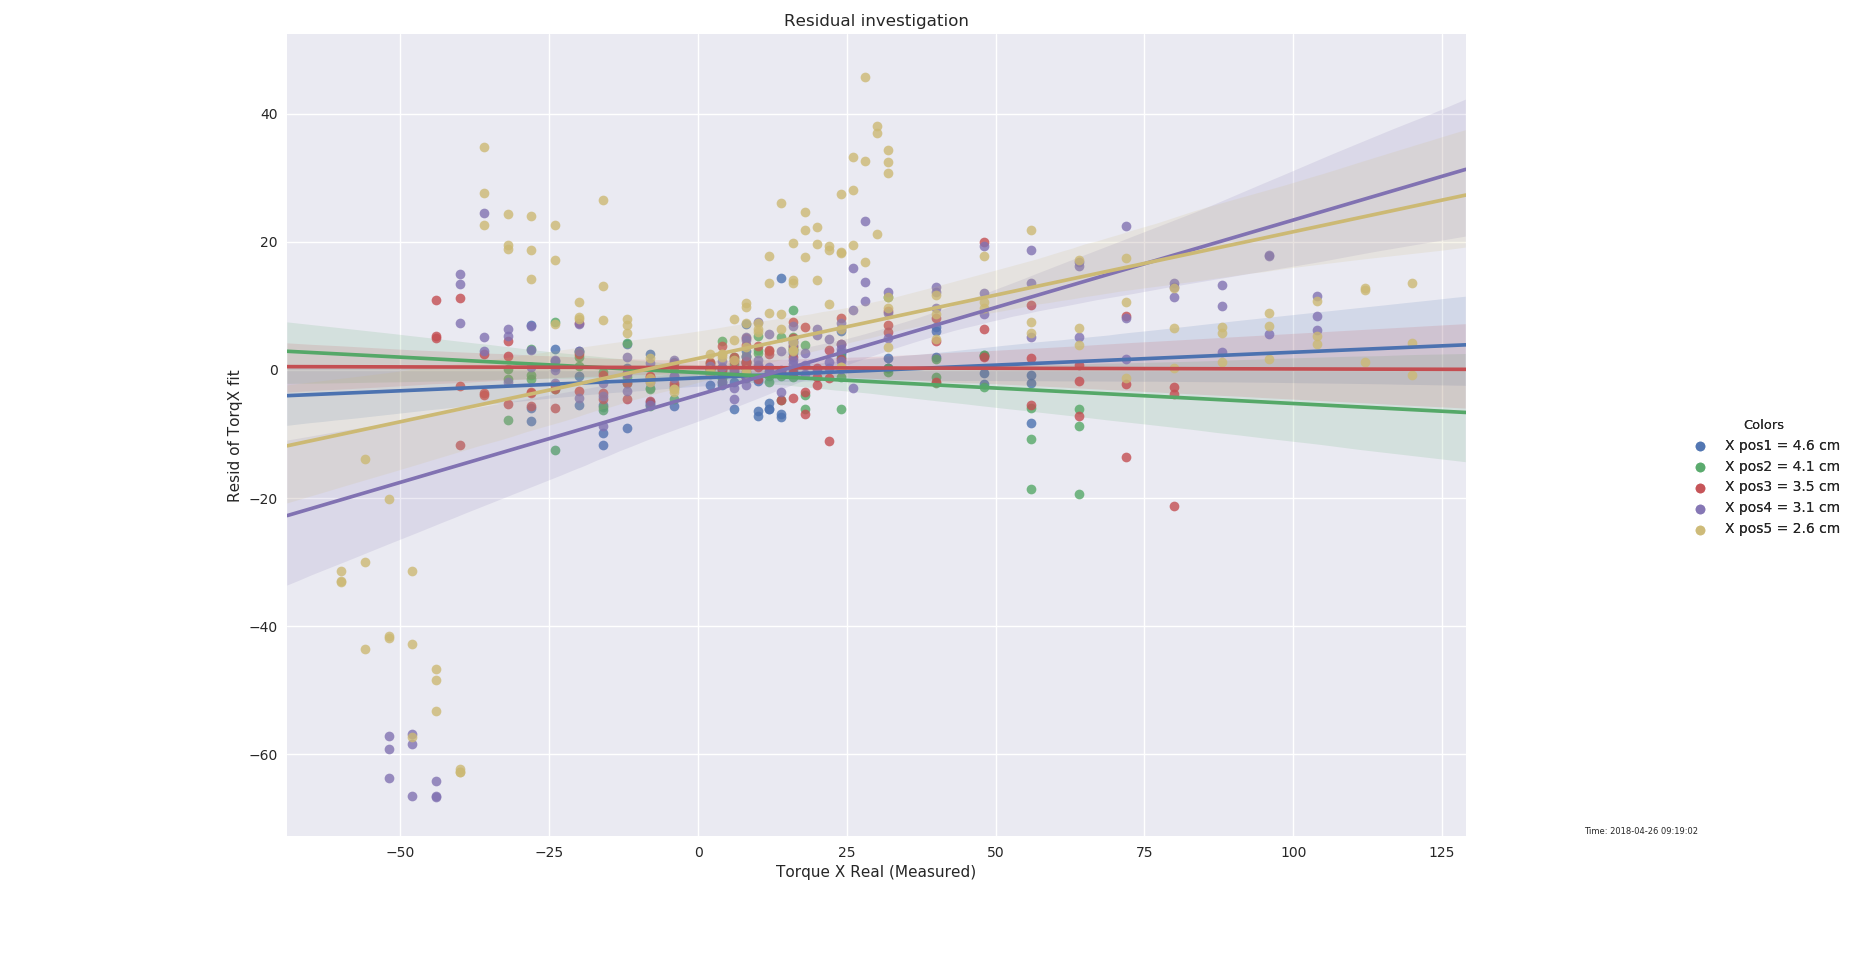 Residual investigation
40
20
0
−20
−40
−60
Resid of TorqX fit
−50
−25
0
25
50
75
100
125
Torque X Real (Measured)
Colors
X pos1 = 4.6 cm
X pos2 = 4.1 cm
X pos3 = 3.5 cm
X pos4 = 3.1 cm
X pos5 = 2.6 cm
Time: 2018-04-26 09:19:02